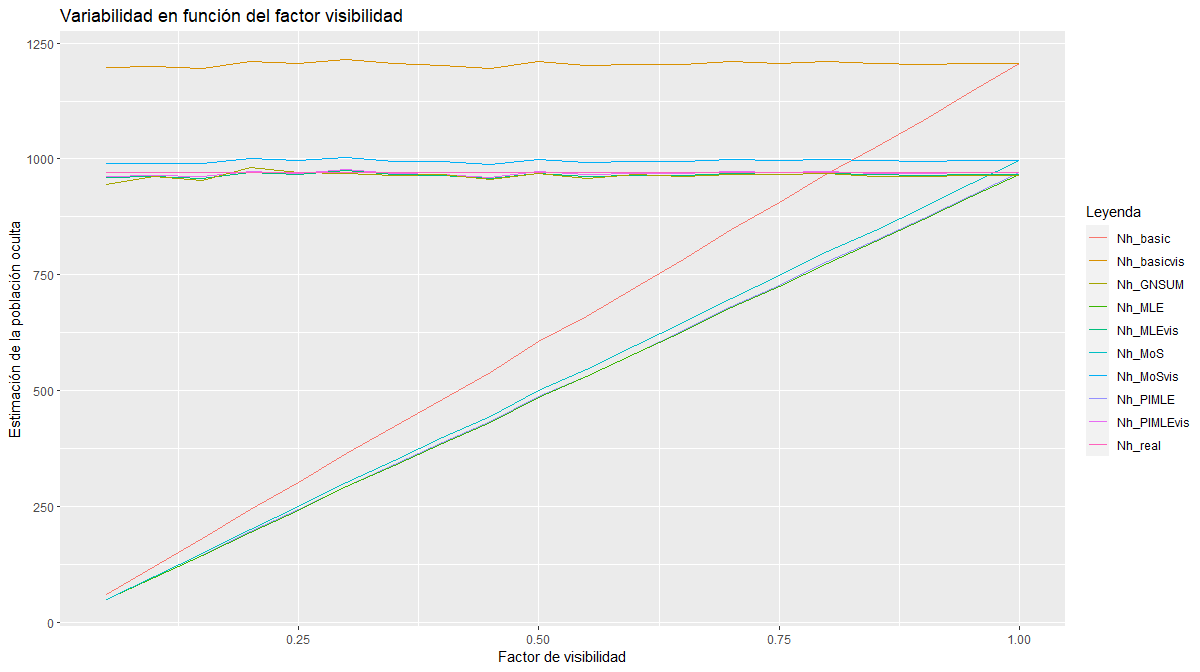 Variabilidad en función del factor visibilidad
Estimación de la población oculta
1250
1000
750
500
250
0
0.25
0.50
0.75
1.00
Factor de visibilidad
Leyenda
Nh_basic
Nh_basicvis
Nh_GNSUM
Nh_MLE
Nh_MLEvis
Nh_MoS
Nh_MoSvis
Nh_PIMLE
Nh_PIMLEvis
Nh_real